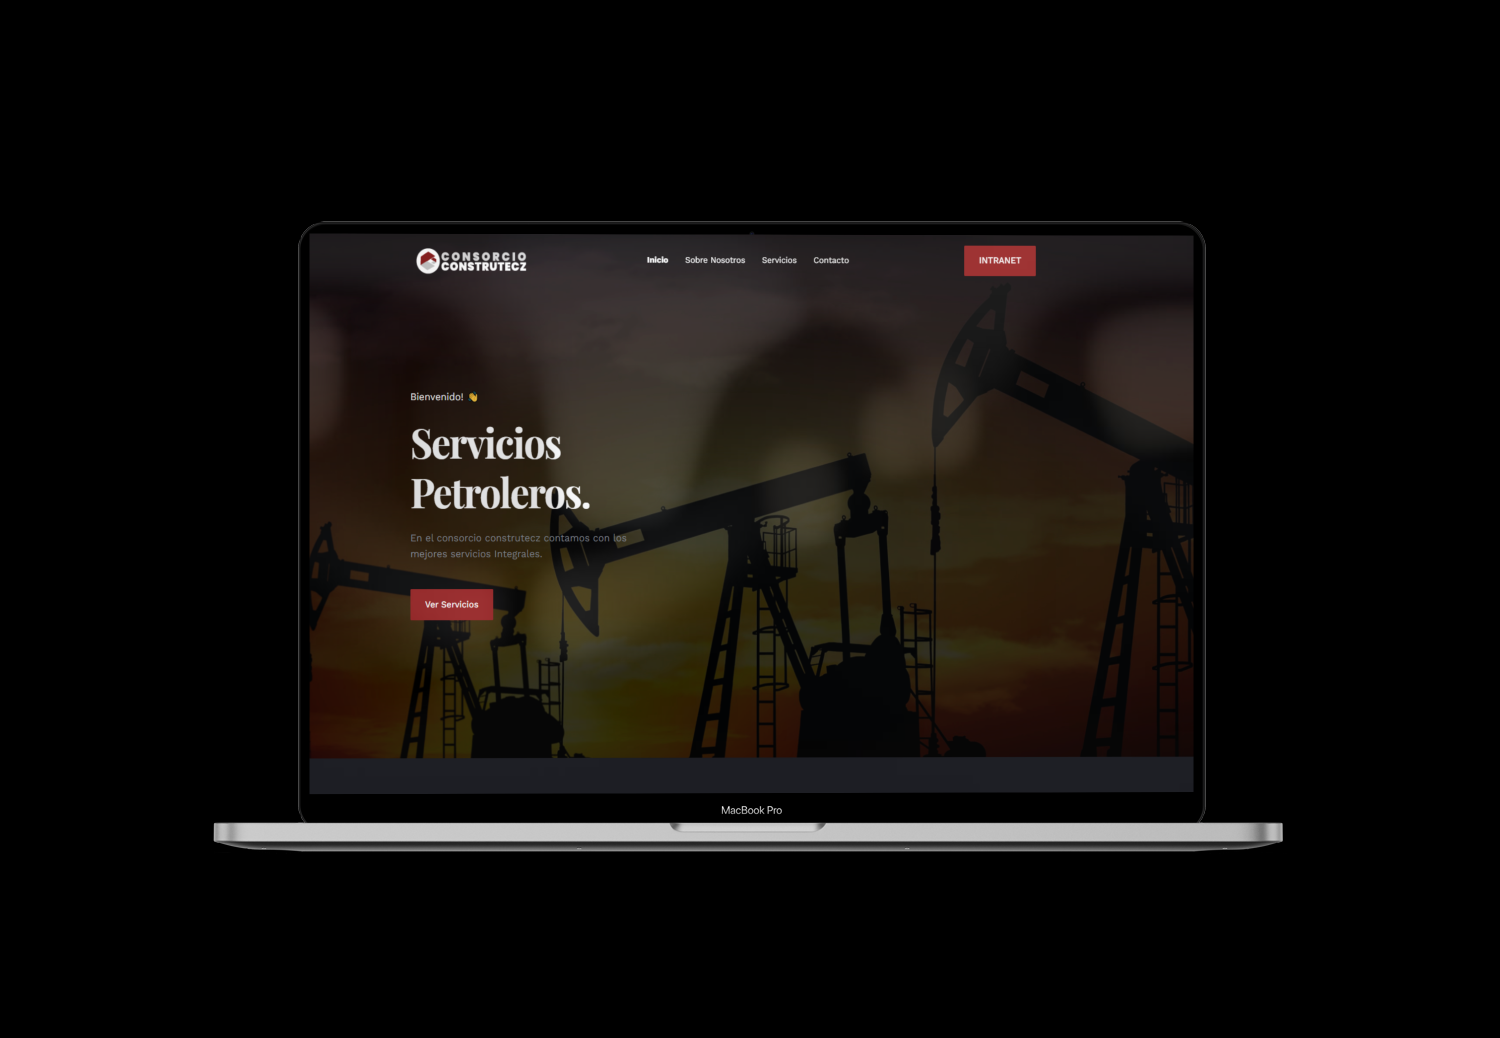 CONSORCIO
CONSTRUTECZ
Inicio
Sobre Nosotros
Servicios
Contacto
INTRANET
Bienvenido! 👋
Servicios
Petroleros.
En el consorcio construtecz contamos con los
mejores servicios Integrales.
Ver Servicios
MacBook Pro